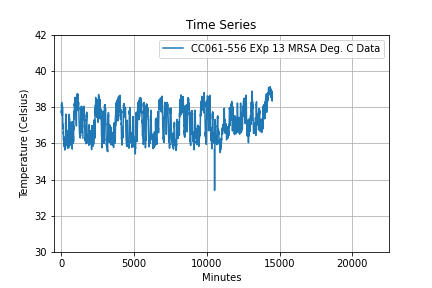 Time Series
CC061-556 EXp 13 MRSA Deg. C Data
42
40
38
36
34
32
30
Temperature (Celsius)
0 5000 10000 15000 20000
Minutes